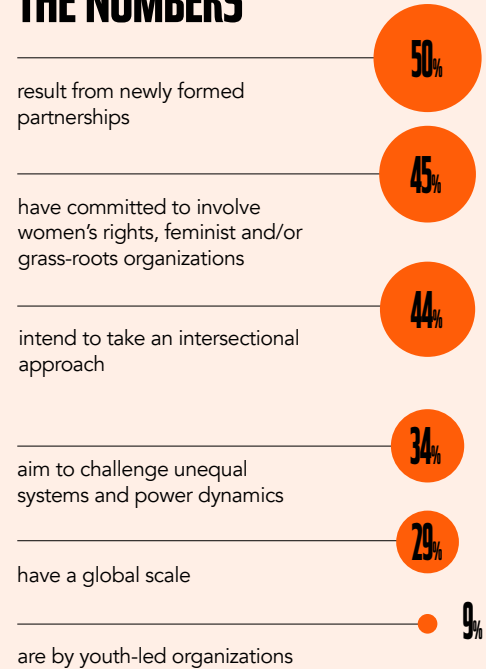 THE NUMBERS
50%
result from newly formed
partnerships
45%
have committed to involve
women's rights, feminist and/or
grass-roots organizations
44%
intend to take an intersectional
approach
34%
aim to challenge unequal
systems and power dynamics
29%
have a global scale
9%
are by youth-led organizations